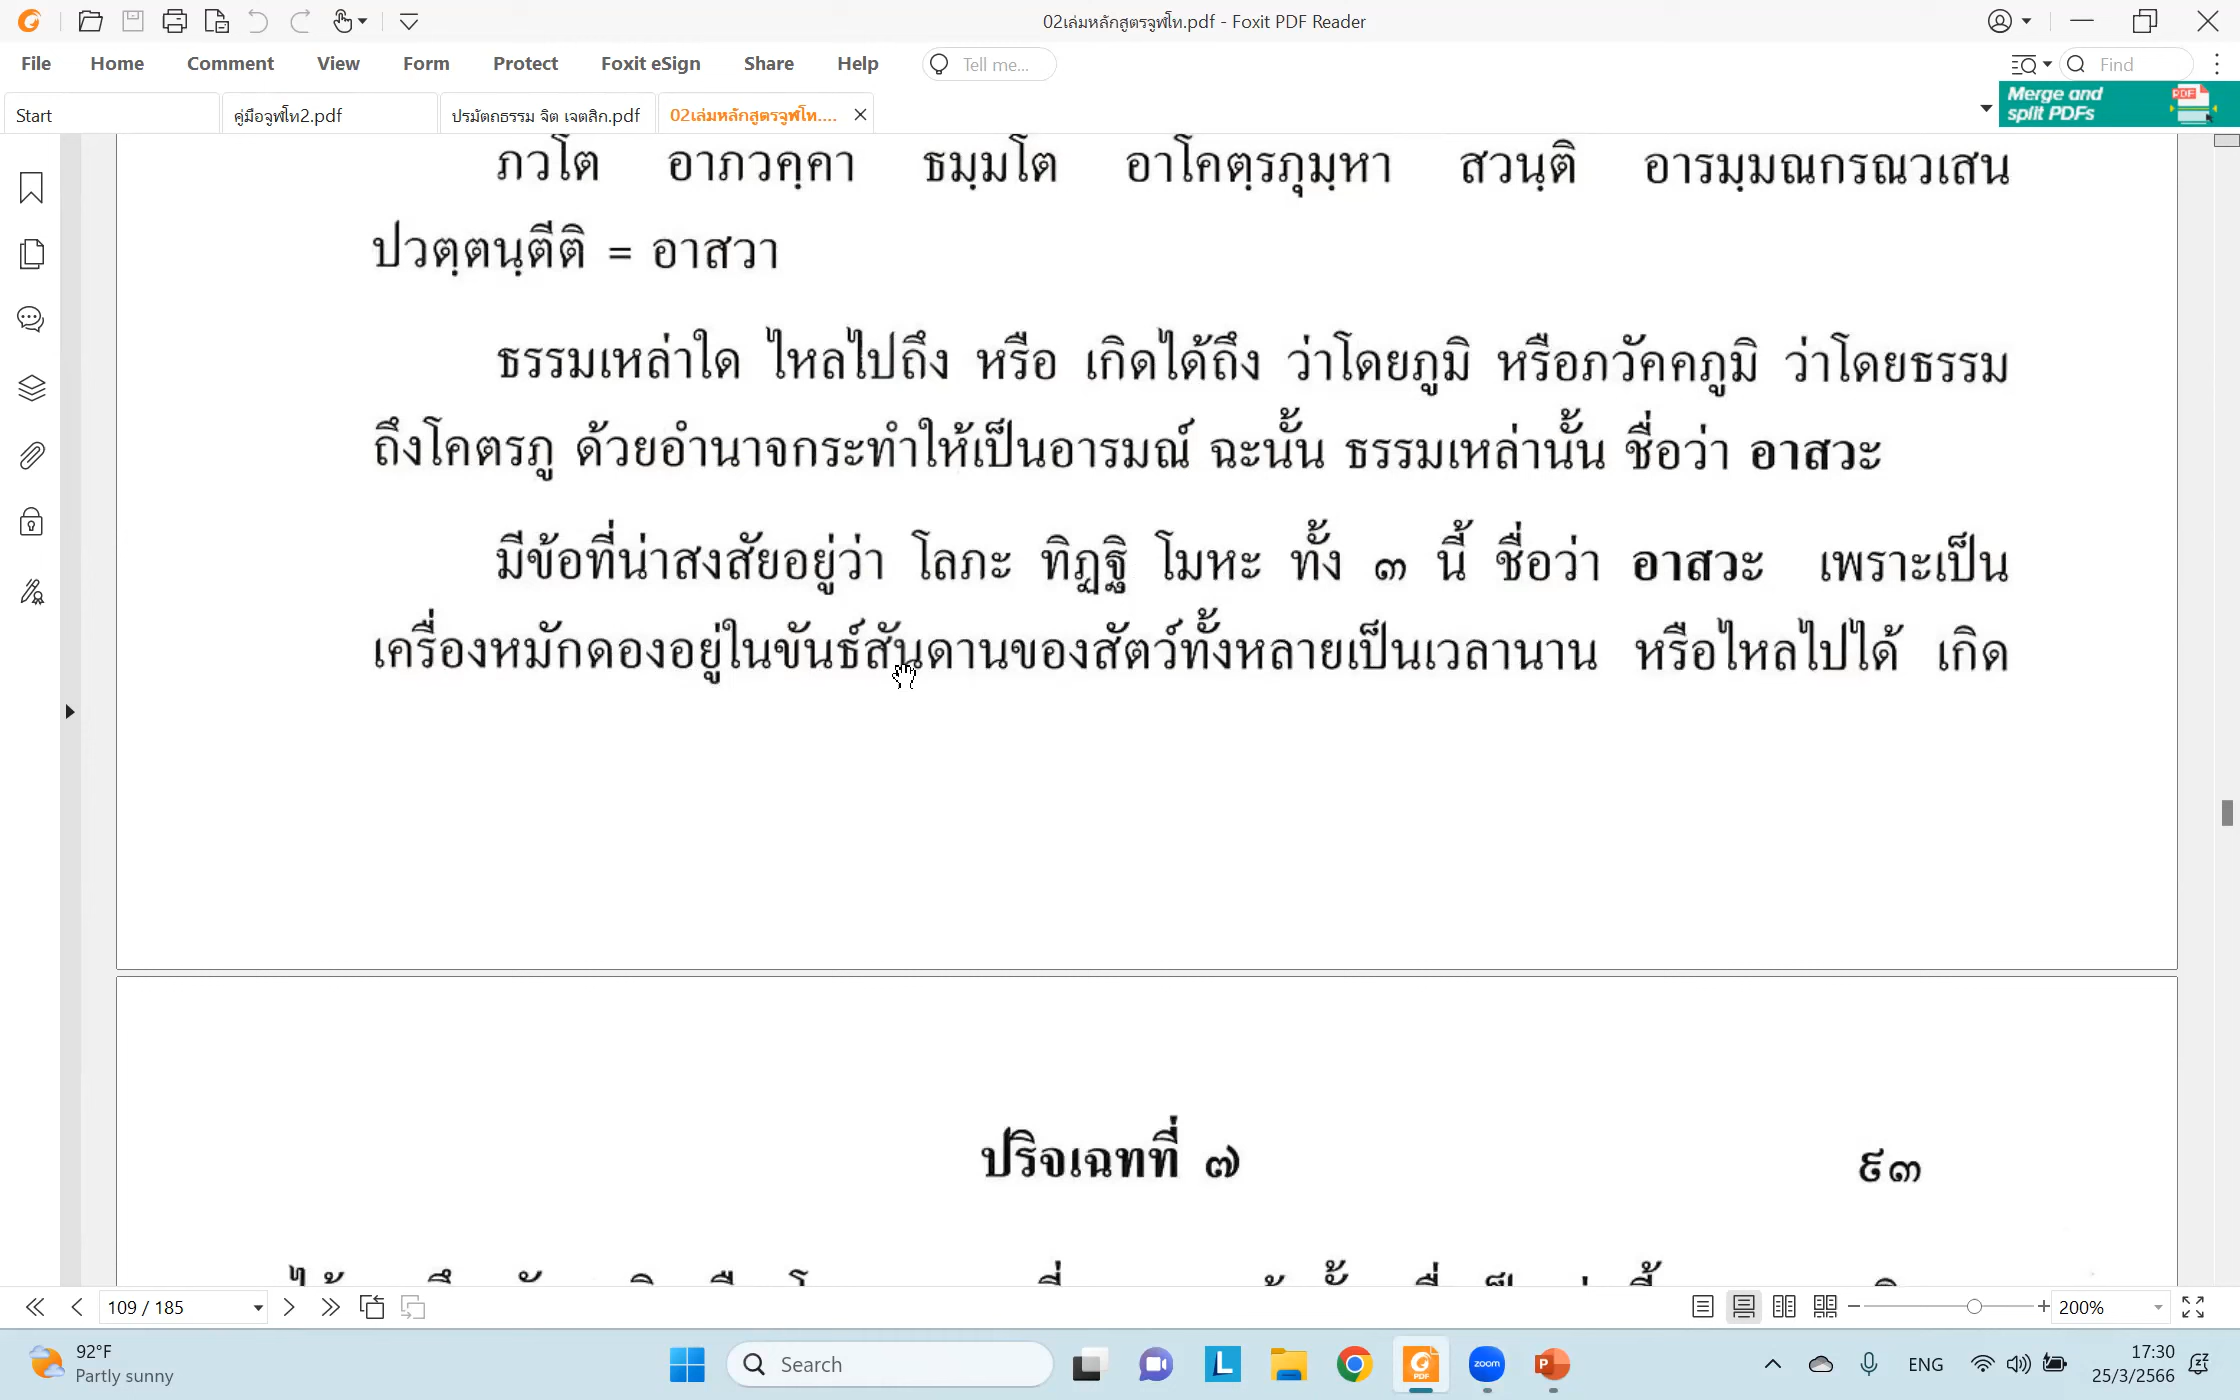 02เล่มหลักสูตรจูฬโท.pdf - Foxit PDF Reader
File Home Comment View Form Protect Foxit eSign Share Help Tell me... Find
Start คู่มือจูฬโท2.pdf ปรมัตถธรรม จิต เจตสิก.pdf 02เล่มหลักสูตรจูฬโท.... Merge and split PDFs
ภวโต อาภวคฺคา ธมฺมโต อาโคตฺรภุมฺหา สวนฺติ อารมฺมณกรณวเสน
ปวตฺตนฺตีติ = อาสวา
ธรรมเหล่าใด ไหลไปถึง หรือ เกิดได้ถึง ว่าโดยภูมิ หรือภวัคคภูมิ ว่าโดยธรรม
ถึงโคตรภู ด้วยอำนาจกระทำให้เป็นอารมณ์ ฉะนั้น ธรรมเหล่านั้น ชื่อว่า อาสวะ
มีข้อที่น่าสงสัยอยู่ว่า โลภะ ทิฏฐิ โมหะ ทั้ง ๓ นี้ ชื่อว่า อาสวะ เพราะเป็น
เครื่องหมักดองอยู่ในขันธ์สันดานของสัตว์ทั้งหลายเป็นเวลานาน หรือไหลไปได้ เกิด
ปริจเฉทที่ ๗ ๙๓
109 / 185 200%
92°F
Partly sunny
Search
zoom
ENG
17:30
25/3/2566